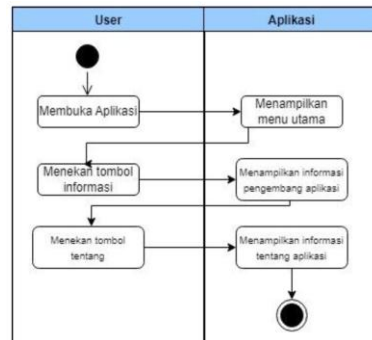 User
Aplikasi
Membuka Aplikasi
Menampilkan
menu utama
Menekan tombol
informasi
Menampilkan informasi
pengembang aplikasi
Menekan tombol
tentang
Menampilkan informasi
tentang aplikasi